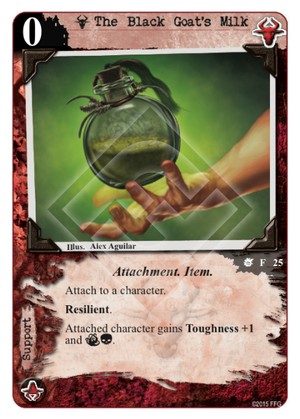 0
The Black Goat's Milk
Illus. Alex Aguilar
F 25
Attachment. Item.
Attach to a character.
Resilient.
Attached character gains Toughness +1
and
Support
©2015 FFG